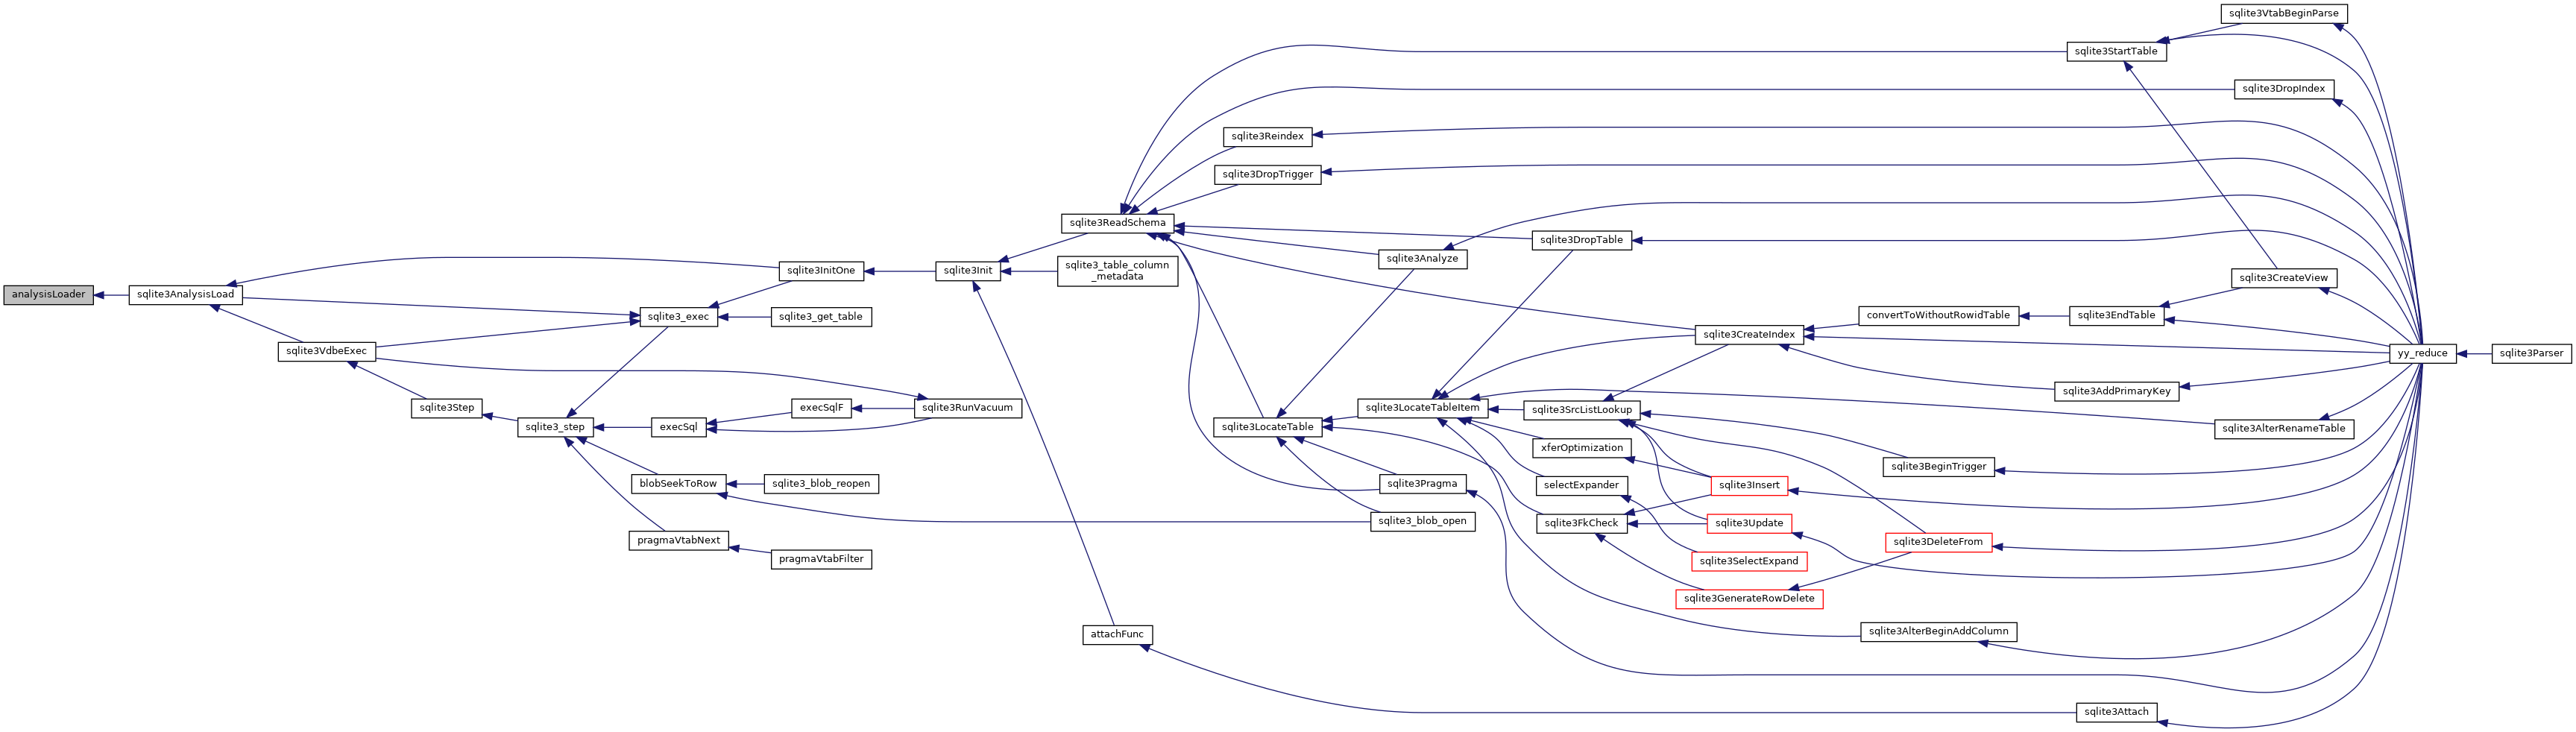 analysisLoader
sqlite3AnalysisLoad
sqlite3VdbeExec
sqlite3Step
sqlite3_step
sqlite3_exec
execSql
blobSeekToRow
pragmaVtabNext
sqlite3InitOne
sqlite3_get_table
execSqlF
sqlite3_blob_reopen
pragmaVtabFilter
sqlite3RunVacuum
sqlite3Init
sqlite3ReadSchema
sqlite3_table_column
_metadata
attachFunc
sqlite3Reindex
sqlite3DropTrigger
sqlite3LocateTable
sqlite3Analyze
sqlite3LocateTableItem
sqlite3Pragma
sqlite3_blob_open
sqlite3DropTable
sqlite3SrcListLookup
xferOptimization
selectExpander
sqlite3FkCheck
sqlite3CreateIndex
sqlite3Insert
sqlite3Update
sqlite3SelectExpand
sqlite3GenerateRowDelete
convertToWithoutRowidTable
sqlite3BeginTrigger
sqlite3DeleteFrom
sqlite3AlterBeginAddColumn
sqlite3StartTable
sqlite3EndTable
sqlite3AddPrimaryKey
sqlite3Attach
sqlite3VtabBeginParse
sqlite3DropIndex
sqlite3CreateView
sqlite3AlterRenameTable
yy_reduce
sqlite3Parser